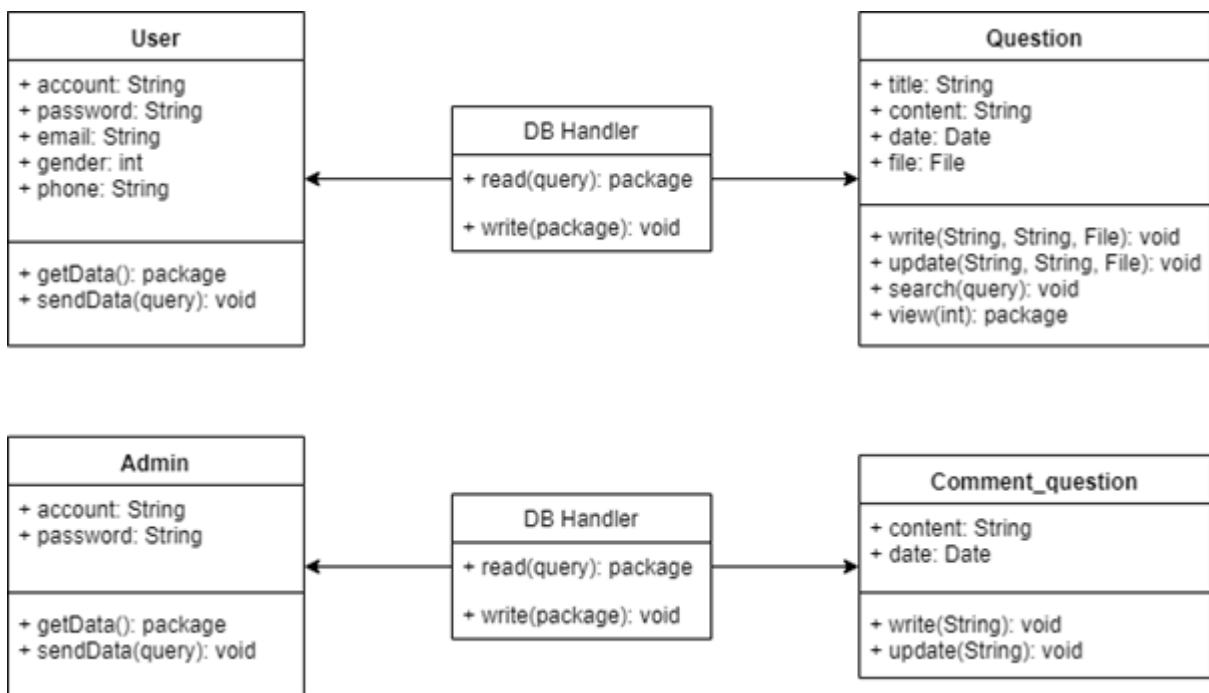 User
+ account: String
+ password: String
+ email: String
+ gender: int
+ phone: String
+ getData(): package
+ sendData(query): void
DB Handler
+ read(query): package
+ write(package): void
Question
+ title: String
+ content: String
+ date: Date
+ file: File
+ write(String, String, File): void
+ update(String, String, File): void
+ search(query): void
+ view(int): package
Admin
+ account: String
+ password: String
+ getData(): package
+ sendData(query): void
DB Handler
+ read(query): package
+ write(package): void
Comment_question
+ content: String
+ date: Date
+ write(String): void
+ update(String): void